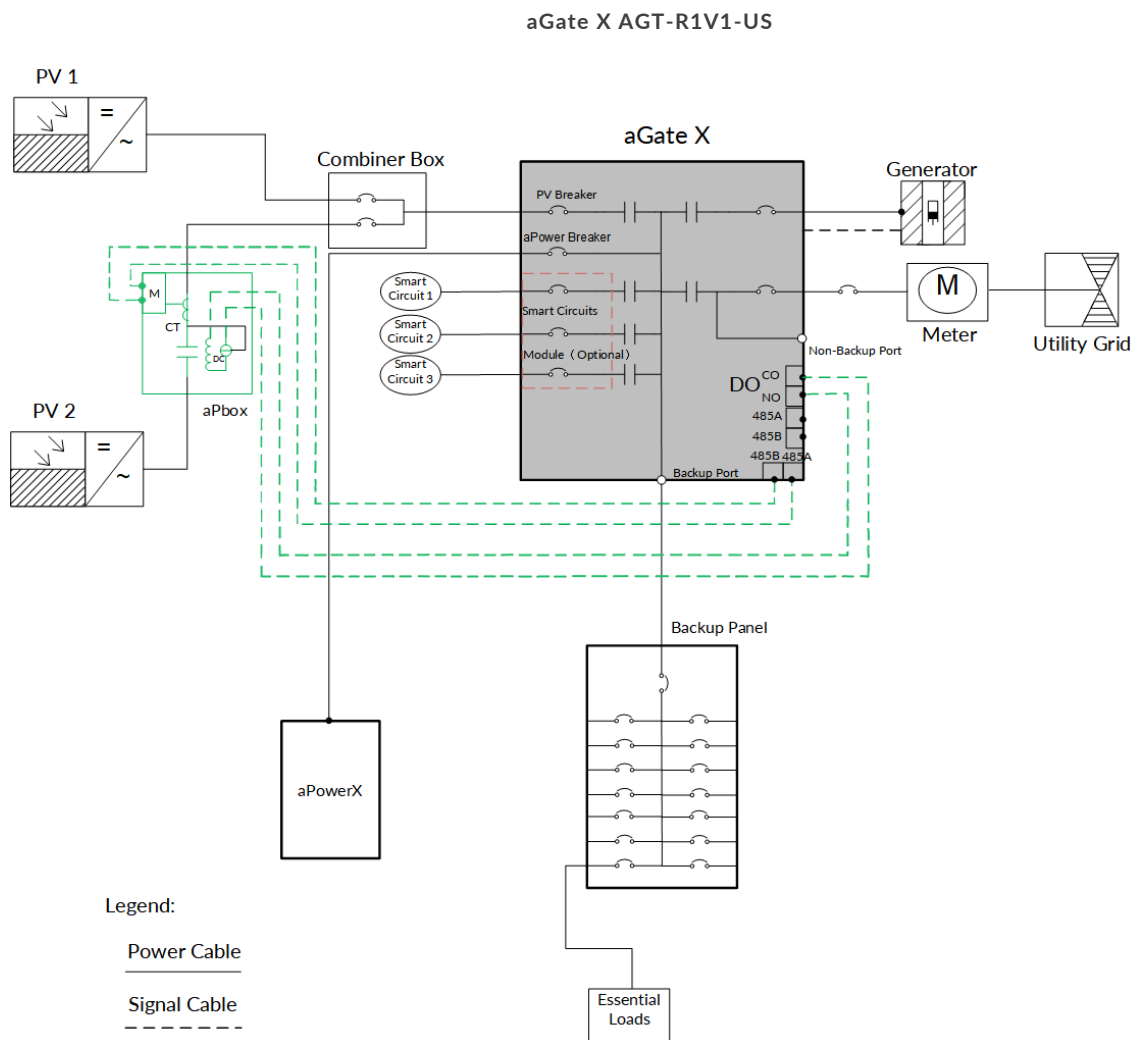 aGate X AGT-R1V1-US
PV 1
=
~
Combiner Box
aGate X
Generator
PV Breaker
aPower Breaker
Smart
Circuit 1
Smart Circuits
Smart
Circuit 2
Module（Optional）
Smart
Circuit 3
M
Meter
Utility Grid
Non-Backup Port
M
CT
DC
aPbox
DO
CO
NO
485A
485B
485B 485A
Backup Port
PV 2
=
~
Backup Panel
aPowerX
Legend:
Power Cable
Signal Cable
Essential
Loads